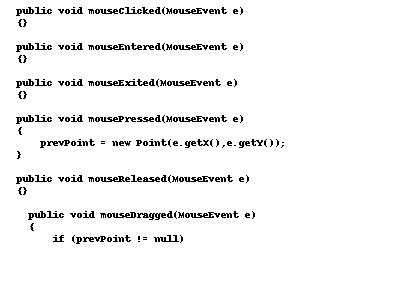 public void mouseClicked(MouseEvent e)
{}
public void mouseEntered(MouseEvent e)
{}
public void mouseExited(MouseEvent e)
{}
public void mousePressed(MouseEvent e)
{
prevPoint = new Point(e.getX(),e.getY());
}
public void mouseReleased(MouseEvent e)
{}
public void mouseDragged(MouseEvent e)
{
if (prevPoint != null)